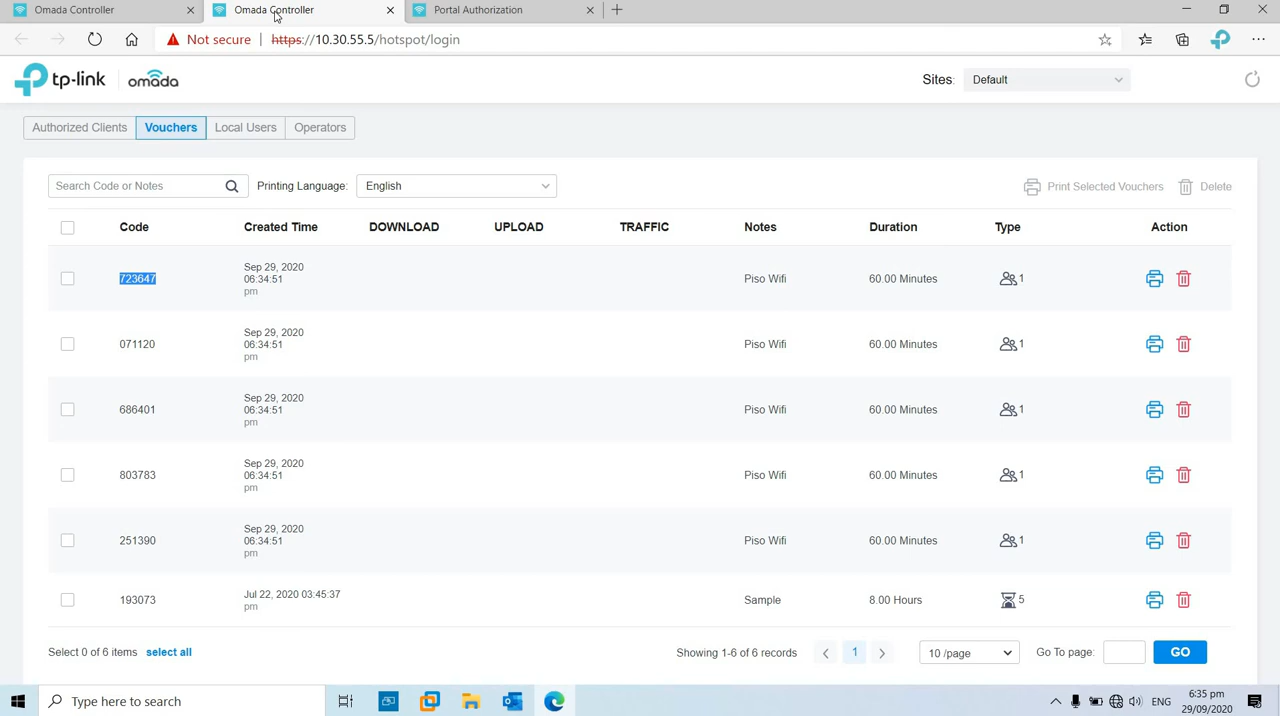 Omada Controller
Omada Controller
Portal Authorization
Not secure
https://10.30.55.5/hotspot/login
tp-link
omada
Sites:
Default
Authorized Clients
Vouchers
Local Users
Operators
Search Code or Notes
Printing Language:
English
Print Selected Vouchers
Delete
Code
Created Time
DOWNLOAD
UPLOAD
TRAFFIC
Notes
Duration
Type
Action
723647
Sep 29, 2020
06:34:51
pm
Piso Wifi
60.00 Minutes
1
071120
Sep 29, 2020
06:34:51
pm
Piso Wifi
60.00 Minutes
1
686401
Sep 29, 2020
06:34:51
pm
Piso Wifi
60.00 Minutes
1
803783
Sep 29, 2020
06:34:51
pm
Piso Wifi
60.00 Minutes
1
251390
Sep 29, 2020
06:34:51
pm
Piso Wifi
60.00 Minutes
1
193073
Jul 22, 2020 03:45:37
pm
Sample
8.00 Hours
5
Select 0 of 6 items
select all
Showing 1-6 of 6 records
1
10 /page
Go To page:
GO
Type here to search
ENG
6:35 pm
29/09/2020